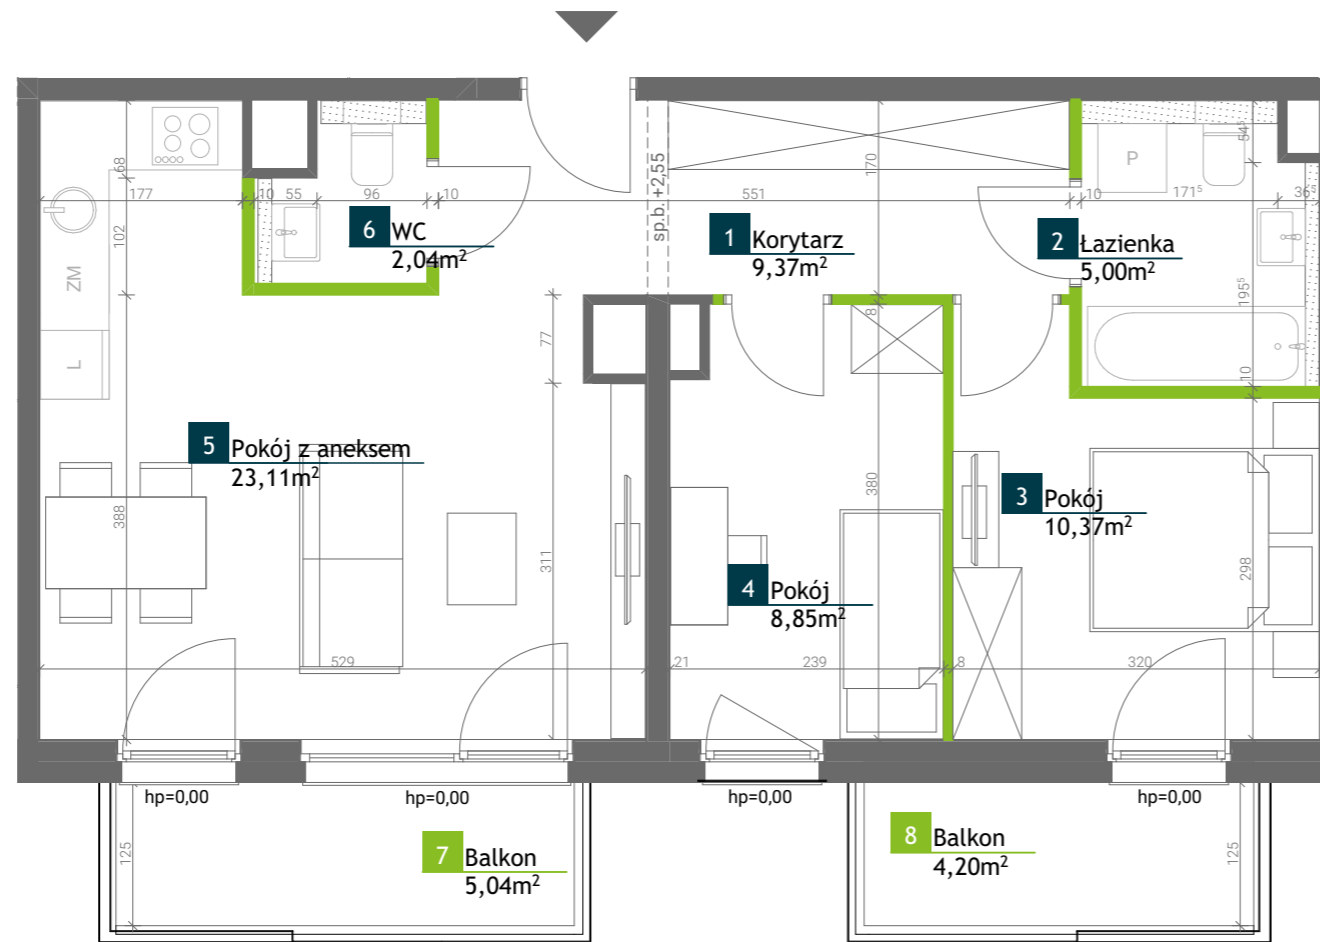 sp.b. +2,55
68
177
10
55
96
10
551
170
10
171⁵
36⁵
54⁵
P
6 WC
2,04m²
1 Korytarz
9,37m²
2 Łazienka
5,00m²
102
ZM
L
77
8
195⁵
10
5 Pokój z aneksem
23,11m²
388
311
380
3 Pokój
10,37m²
298
4 Pokój
8,85m²
529
21
239
8
320
hp=0,00
hp=0,00
hp=0,00
hp=0,00
125
7 Balkon
5,04m²
8 Balkon
4,20m²
125